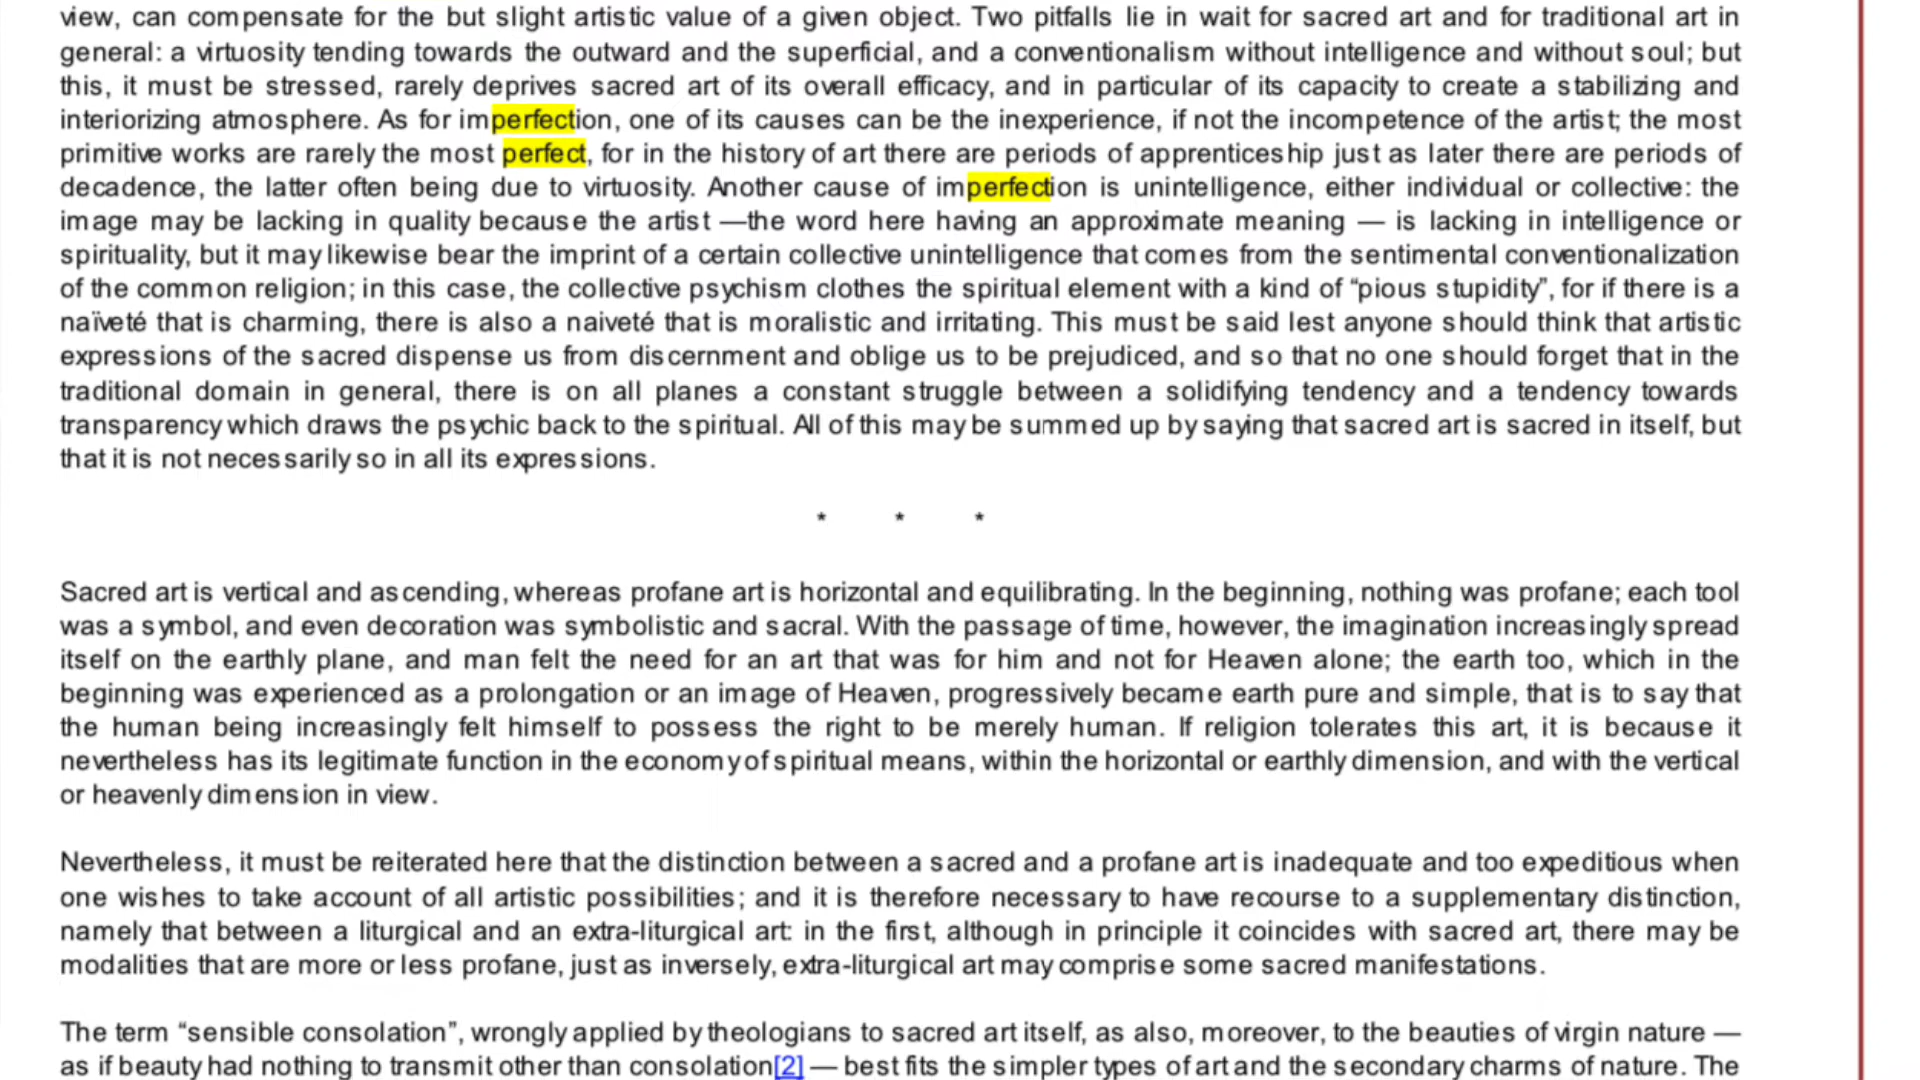 view, can compensate for the but slight artistic value of a given object. Two pitfalls lie in wait for sacred art and for traditional art in
general: a virtuosity tending towards the outward and the superficial, and a conventionalism without intelligence and without soul; but
this, it must be stressed, rarely deprives sacred art of its overall efficacy, and in particular of its capacity to create a stabilizing and
interiorizing atmosphere. As for imperfection, one of its causes can be the inexperience, if not the incompetence of the artist; the most
primitive works are rarely the most perfect, for in the history of art there are periods of apprenticeship just as later there are periods of
decadence, the latter often being due to virtuosity. Another cause of imperfection is unintelligence, either individual or collective: the
image may be lacking in quality because the artist —the word here having an approximate meaning — is lacking in intelligence or
spirituality, but it may likewise bear the imprint of a certain collective unintelligence that comes from the sentimental conventionalization
of the common religion; in this case, the collective psychism clothes the spiritual element with a kind of “pious stupidity”, for if there is a
naïveté that is charming, there is also a naiveté that is moralistic and irritating. This must be said lest anyone should think that artistic
expressions of the sacred dispense us from discernment and oblige us to be prejudiced, and so that no one should forget that in the
traditional domain in general, there is on all planes a constant struggle between a solidifying tendency and a tendency towards
transparency which draws the psychic back to the spiritual. All of this may be summed up by saying that sacred art is sacred in itself, but
that it is not necessarily so in all its expressions.
* * *
Sacred art is vertical and ascending, whereas profane art is horizontal and equilibrating. In the beginning, nothing was profane; each tool
was a symbol, and even decoration was symbolistic and sacral. With the passage of time, however, the imagination increasingly spread
itself on the earthly plane, and man felt the need for an art that was for him and not for Heaven alone; the earth too, which in the
beginning was experienced as a prolongation or an image of Heaven, progressively became earth pure and simple, that is to say that
the human being increasingly felt himself to possess the right to be merely human. If religion tolerates this art, it is because it
nevertheless has its legitimate function in the economy of spiritual means, within the horizontal or earthly dimension, and with the vertical
or heavenly dimension in view.
Nevertheless, it must be reiterated here that the distinction between a sacred and a profane art is inadequate and too expeditious when
one wishes to take account of all artistic possibilities; and it is therefore necessary to have recourse to a supplementary distinction,
namely that between a liturgical and an extra-liturgical art: in the first, although in principle it coincides with sacred art, there may be
modalities that are more or less profane, just as inversely, extra-liturgical art may comprise some sacred manifestations.
The term “sensible consolation”, wrongly applied by theologians to sacred art itself, as also, moreover, to the beauties of virgin nature —
as if beauty had nothing to transmit other than consolation[2] — best fits the simpler types of art and the secondary charms of nature. The